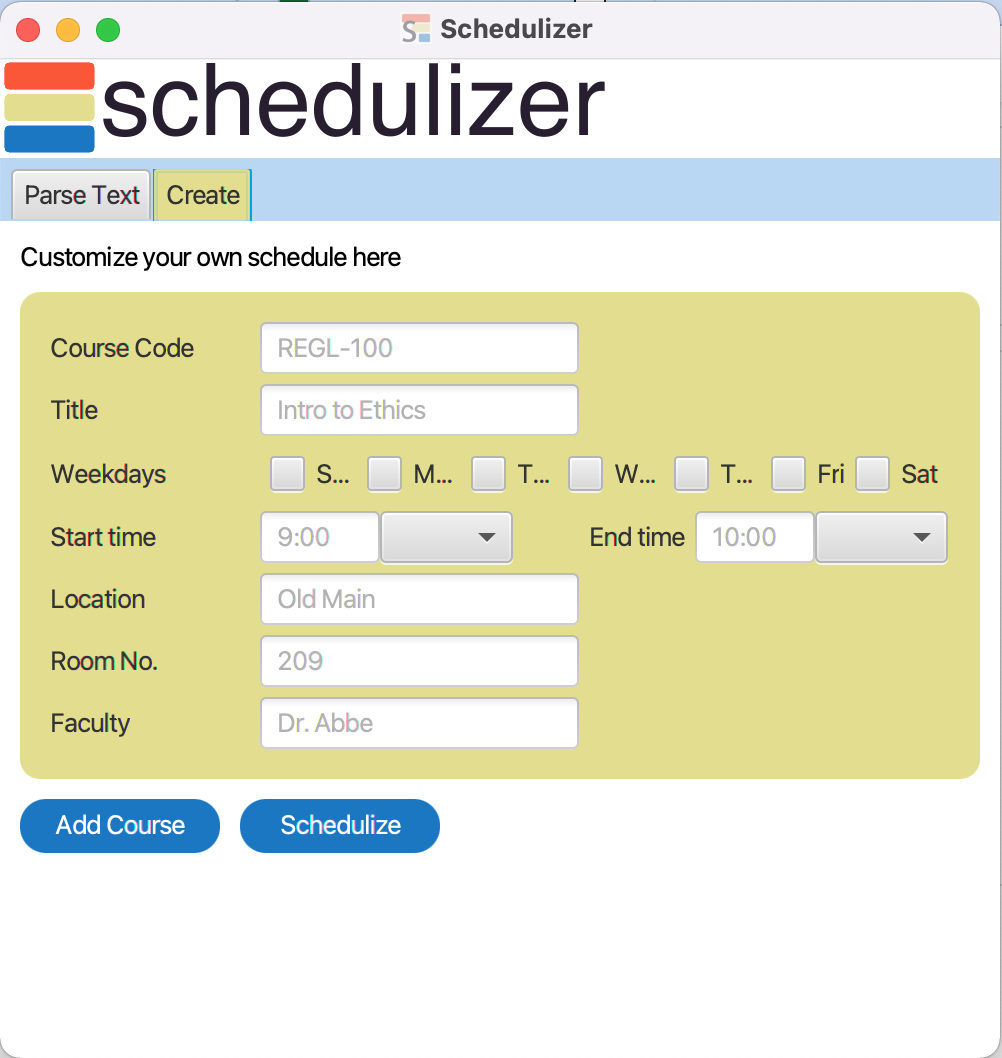 Schedulizer
schedulizer
Parse Text Create
Customize your own schedule here
Course Code REGL-100
Title Intro to Ethics
Weekdays S... M... T... W... T... Fri Sat
Start time 9:00 End time 10:00
Location Old Main
Room No. 209
Faculty Dr. Abbe
Add Course Schedulize